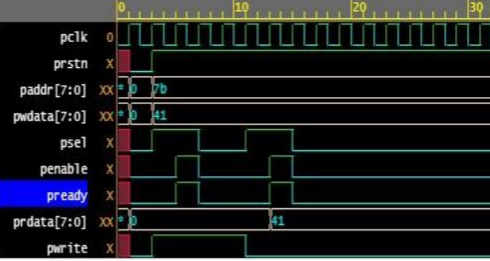 0 10 20 30
pclk 0
prstn X
paddr[7:0] XX * 0 7b
pwdata[7:0] XX * 0 41
psel X
penable X
pready X
prdata[7:0] XX * 0 41
pwrite X